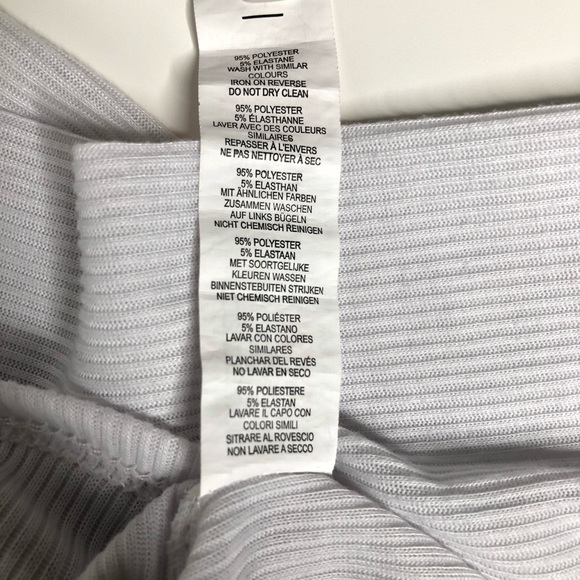 95% POLYESTER
5% ELASTANE
WASH WITH SIMILAR
COLOURS
IRON ON REVERSE
DO NOT DRY CLEAN
95% POLYESTER
5% ÉLASTHANNE
LAVER AVEC DES COULEURS
SIMILAIRES
REPASSER À L'ENVERS
NE PAS NETTOYER À SEC
95% POLYESTER
5% ELASTHAN
MIT ÄHNLICHEN FARBEN
ZUSAMMEN WASCHEN
AUF LINKS BÜGELN
NICHT CHEMISCH REINIGEN
95% POLYESTER
5% ELASTAAN
MET SOORTGELIJKE
KLEUREN WASSEN
BINNENSTEBUITEN STRIJKEN
NIET CHEMISCH REINIGEN
95% POLIÉSTER
5% ELASTANO
LAVAR CON COLORES
SIMILARES
PLANCHAR DEL REVÉS
NO LAVAR EN SECO
95% POLIESTERE
5% ELASTAN
LAVARE IL CAPO CON
COLORI SIMILI
SITRARE AL ROVESCIO
NON LAVARE A SECCO